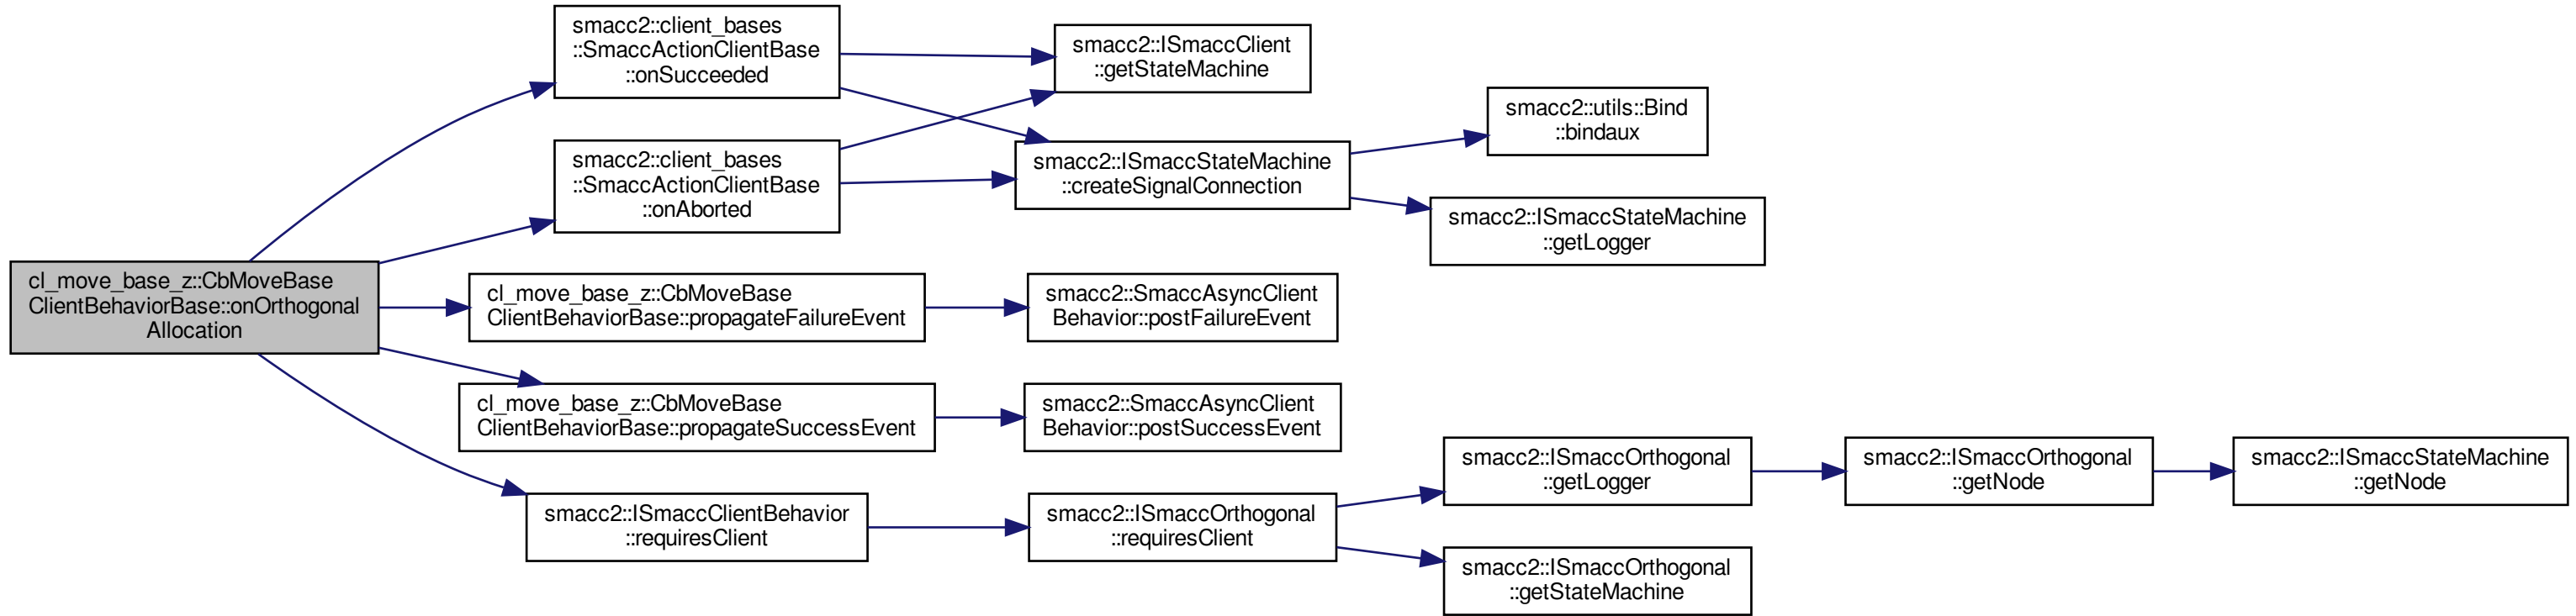 smacc2::client_bases
::SmaccActionClientBase
::onSucceeded
smacc2::ISmaccClient
::getStateMachine
smacc2::utils::Bind
::bindaux
smacc2::client_bases
::SmaccActionClientBase
::onAborted
smacc2::ISmaccStateMachine
::createSignalConnection
smacc2::ISmaccStateMachine
::getLogger
cl_move_base_z::CbMoveBase
ClientBehaviorBase::onOrthogonal
Allocation
cl_move_base_z::CbMoveBase
ClientBehaviorBase::propagateFailureEvent
smacc2::SmaccAsyncClient
Behavior::postFailureEvent
cl_move_base_z::CbMoveBase
ClientBehaviorBase::propagateSuccessEvent
smacc2::SmaccAsyncClient
Behavior::postSuccessEvent
smacc2::ISmaccClientBehavior
::requiresClient
smacc2::ISmaccOrthogonal
::requiresClient
smacc2::ISmaccOrthogonal
::getLogger
smacc2::ISmaccOrthogonal
::getNode
smacc2::ISmaccStateMachine
::getNode
smacc2::ISmaccOrthogonal
::getStateMachine